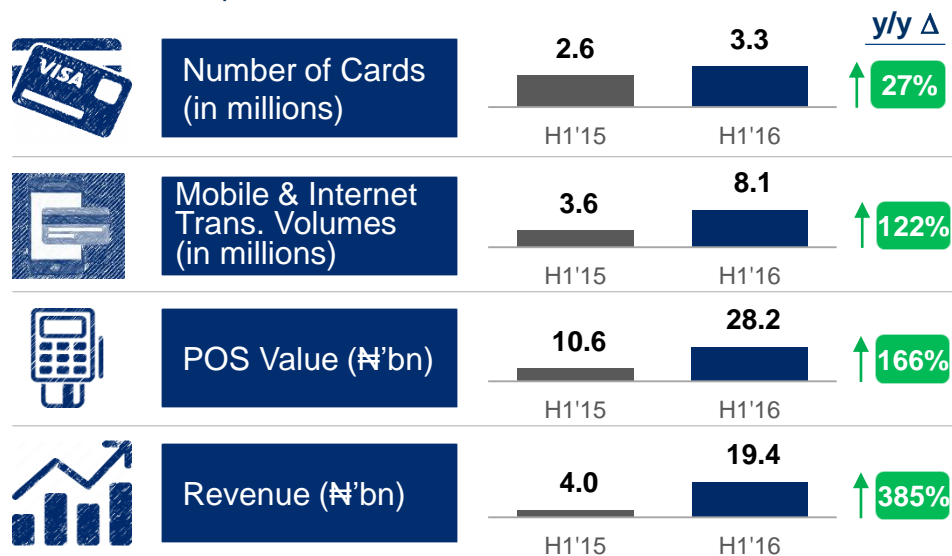 y/y Δ
VISA
Number of Cards
(in millions)
2.6
3.3
H1'15
H1'16
27%
Mobile & Internet
Trans. Volumes
(in millions)
3.6
8.1
H1'15
H1'16
122%
POS Value (₦'bn)
10.6
28.2
H1'15
H1'16
166%
Revenue (₦'bn)
4.0
19.4
H1'15
H1'16
385%